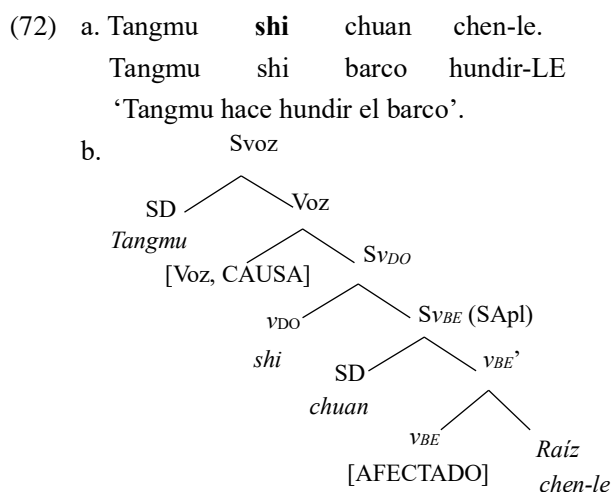 (72) a. Tangmu shi chuan chen-le.
Tangmu shi barco hundir-LE
‘Tangmu hace hundir el barco’.
b.
Svoz
SD Voz
Tangmu
[Voz, CAUSA] SvDO
vDO SvBE (SApl)
shi SD vBE’
chuan
vBE Raíz
[AFECTADO] chen-le